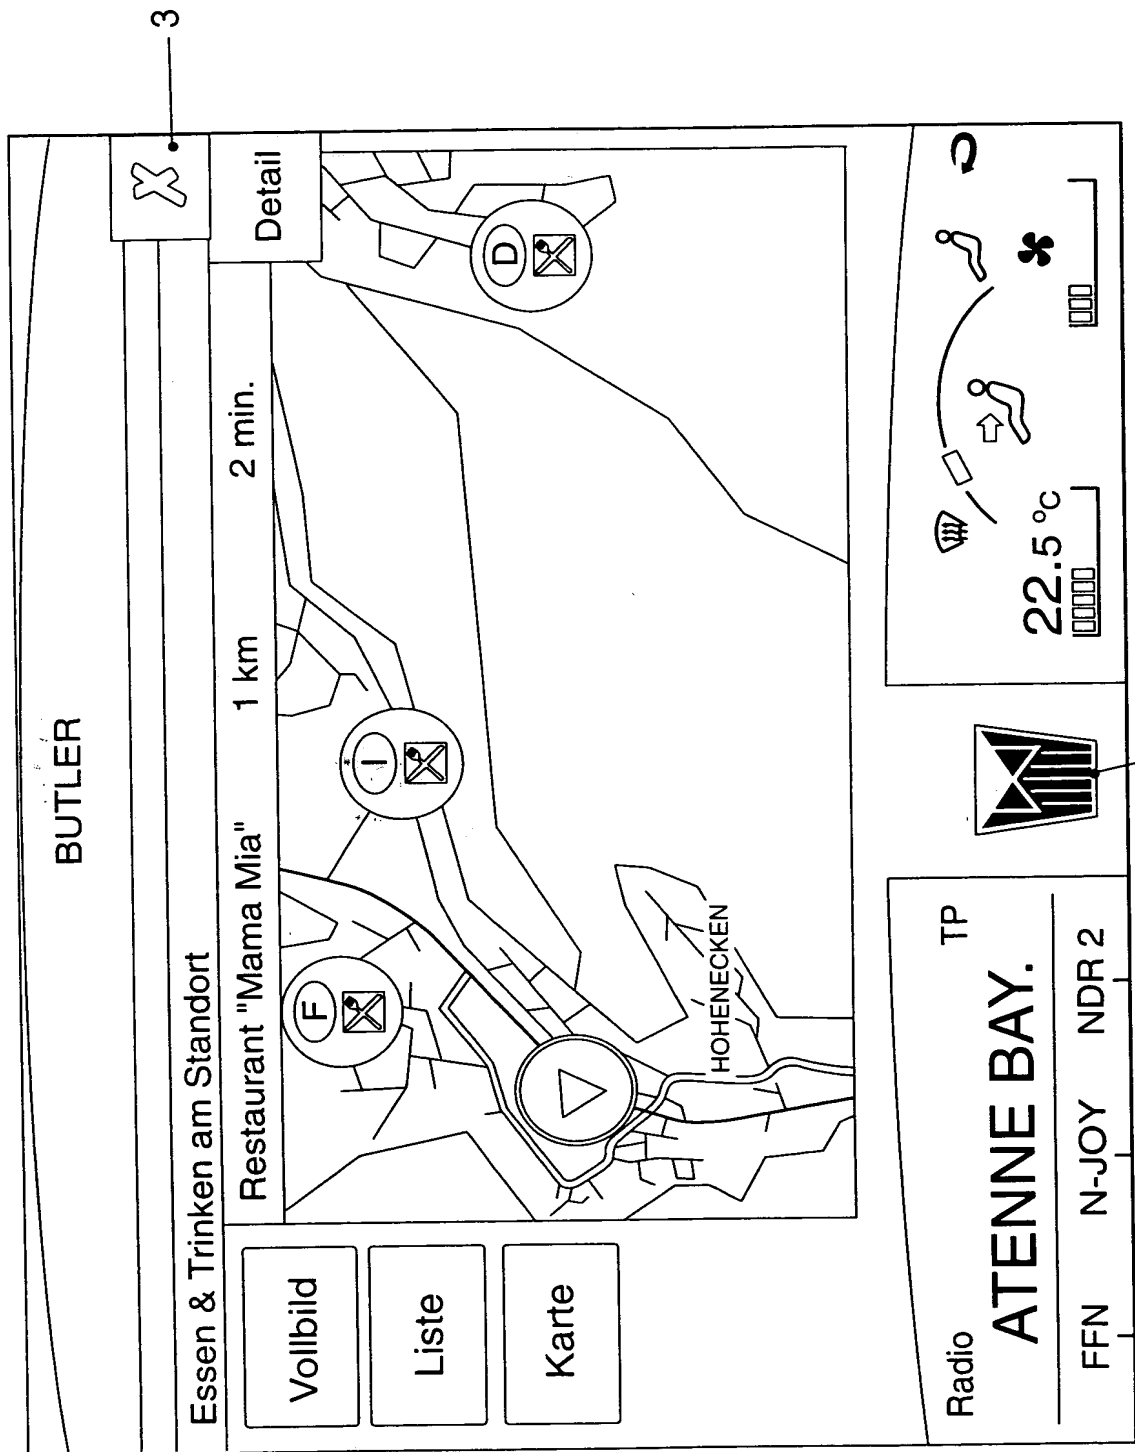 3
BUTLER
X
Essen & Trinken am Standort
Restaurant "Mama Mia" 1 km 2 min. Detail
Vollbild
Liste
Karte
F
I
D
HOHENECKEN
Radio TP
ATENNE BAY.
FFN N-JOY NDR 2
22.5 °C